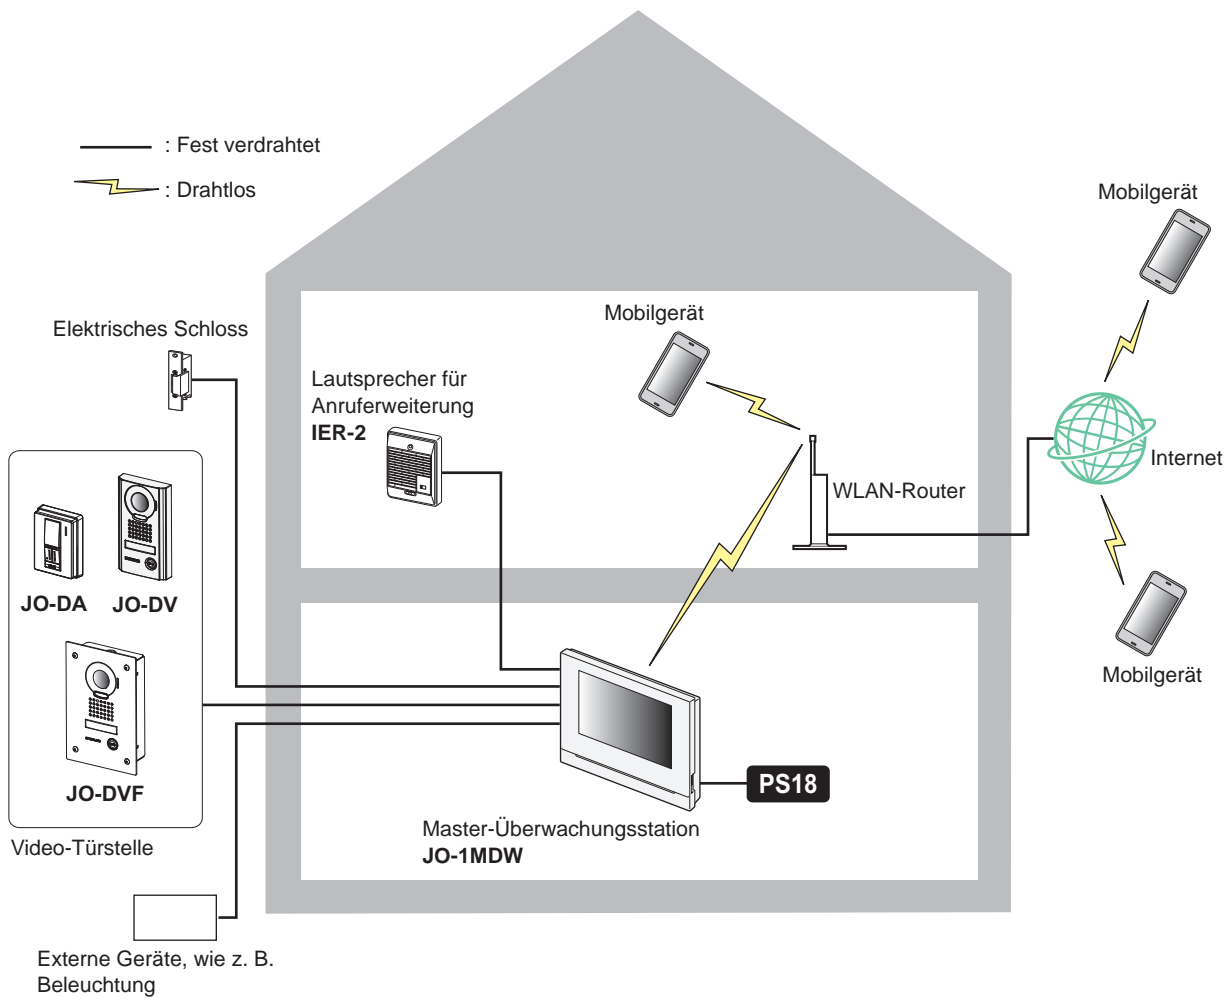 : Fest verdrahtet
: Drahtlos
Mobilgerät
Elektrisches Schloss
Mobilgerät
Lautsprecher für
Anruferweiterung
IER-2
Internet
WLAN-Router
JO-DA
JO-DV
Mobilgerät
JO-DVF
PS18
Video-Türstelle
Master-Überwachungsstation
JO-1MDW
Externe Geräte, wie z. B.
Beleuchtung